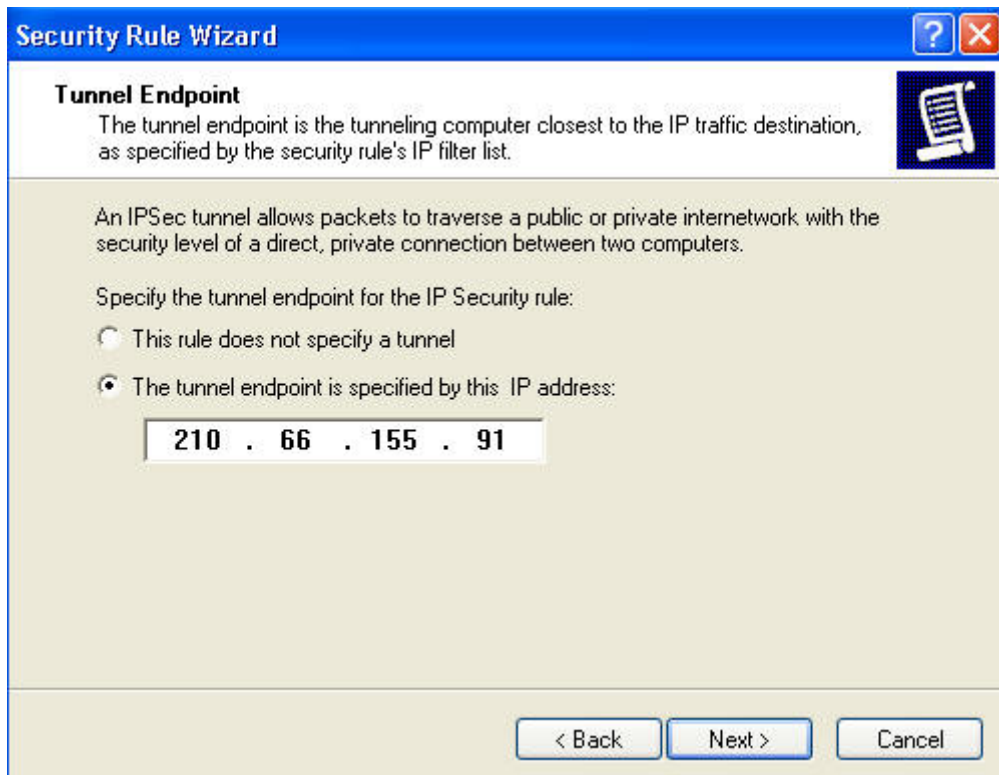 Security Rule Wizard
?
Tunnel Endpoint
The tunnel endpoint is the tunneling computer closest to the IP traffic destination,
as specified by the security rule's IP filter list.
An IPSec tunnel allows packets to traverse a public or private internetwork with the
security level of a direct, private connection between two computers.
Specify the tunnel endpoint for the IP Security rule:
This rule does not specify a tunnel
The tunnel endpoint is specified by this IP address:
210 . 66 . 155 . 91
< Back Next > Cancel